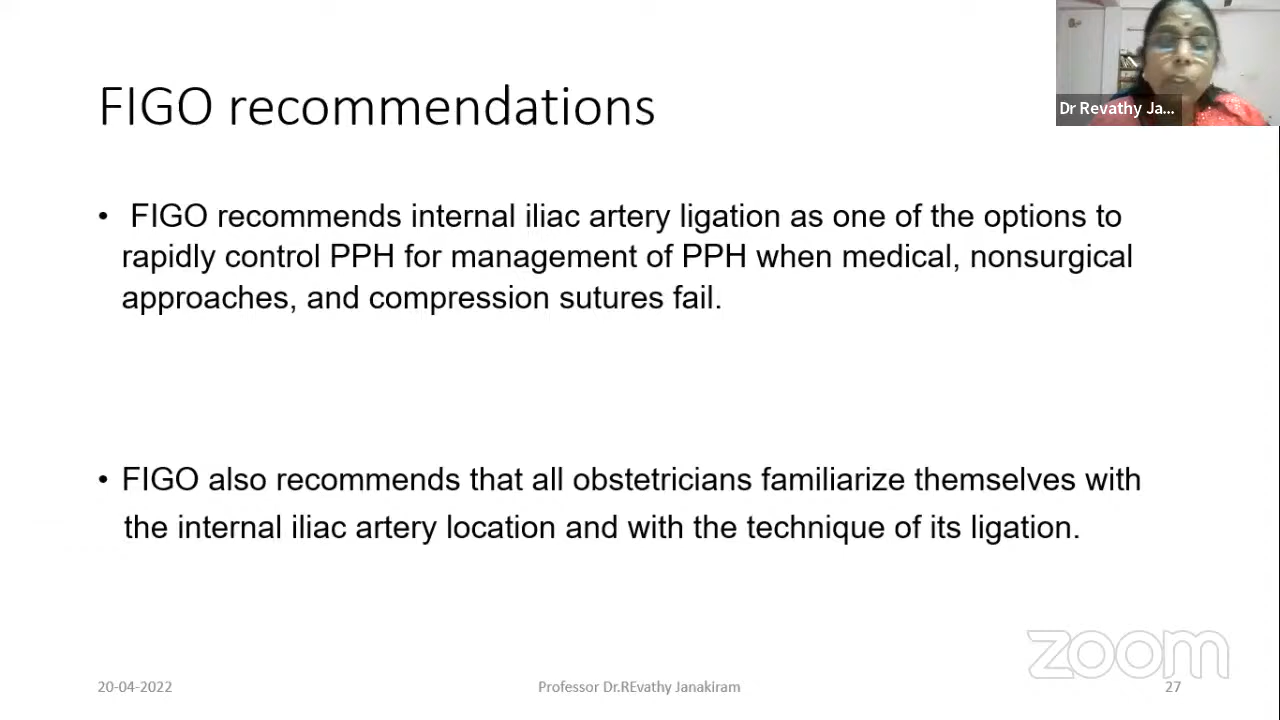 FIGO recommendations
Dr Revathy Ja...
• FIGO recommends internal iliac artery ligation as one of the options to
rapidly control PPH for management of PPH when medical, nonsurgical
approaches, and compression sutures fail.
• FIGO also recommends that all obstetricians familiarize themselves with
the internal iliac artery location and with the technique of its ligation.
zoom
20-04-2022
Professor Dr.REvathy Janakiram
27